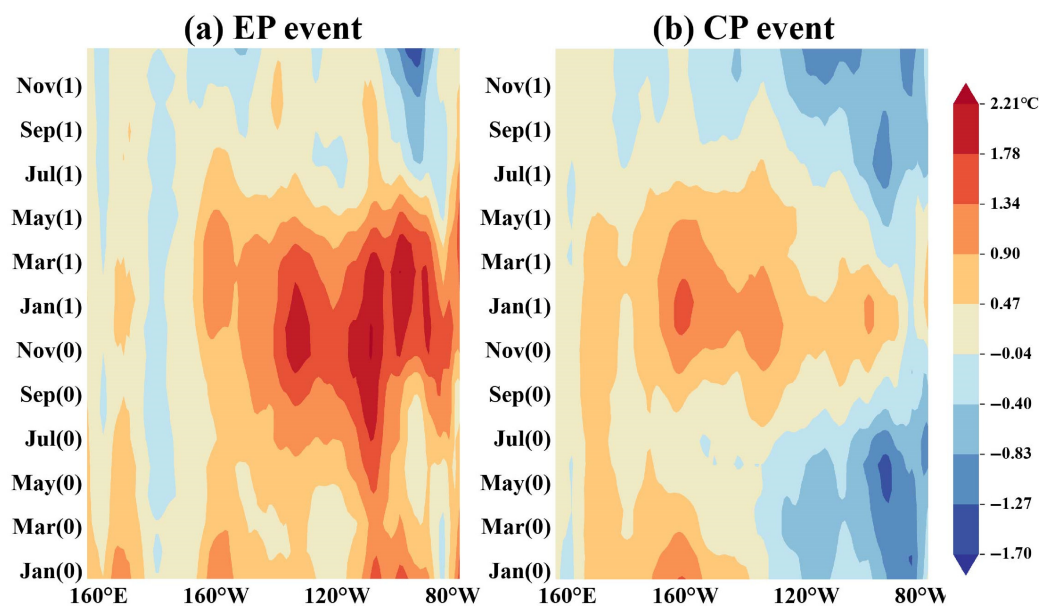 (a) EP event
(b) CP event
Nov(1)
Sep(1)
Jul(1)
May(1)
Mar(1)
Jan(1)
Nov(0)
Sep(0)
Jul(0)
May(0)
Mar(0)
Jan(0)
160°E 160°W 120°W 80°W
Nov(1)
Sep(1)
Jul(1)
May(1)
Mar(1)
Jan(1)
Nov(0)
Sep(0)
Jul(0)
May(0)
Mar(0)
Jan(0)
160°E 160°W 120°W 80°W
2.21°C
1.78
1.34
0.90
0.47
−0.04
−0.40
−0.83
−1.27
−1.70